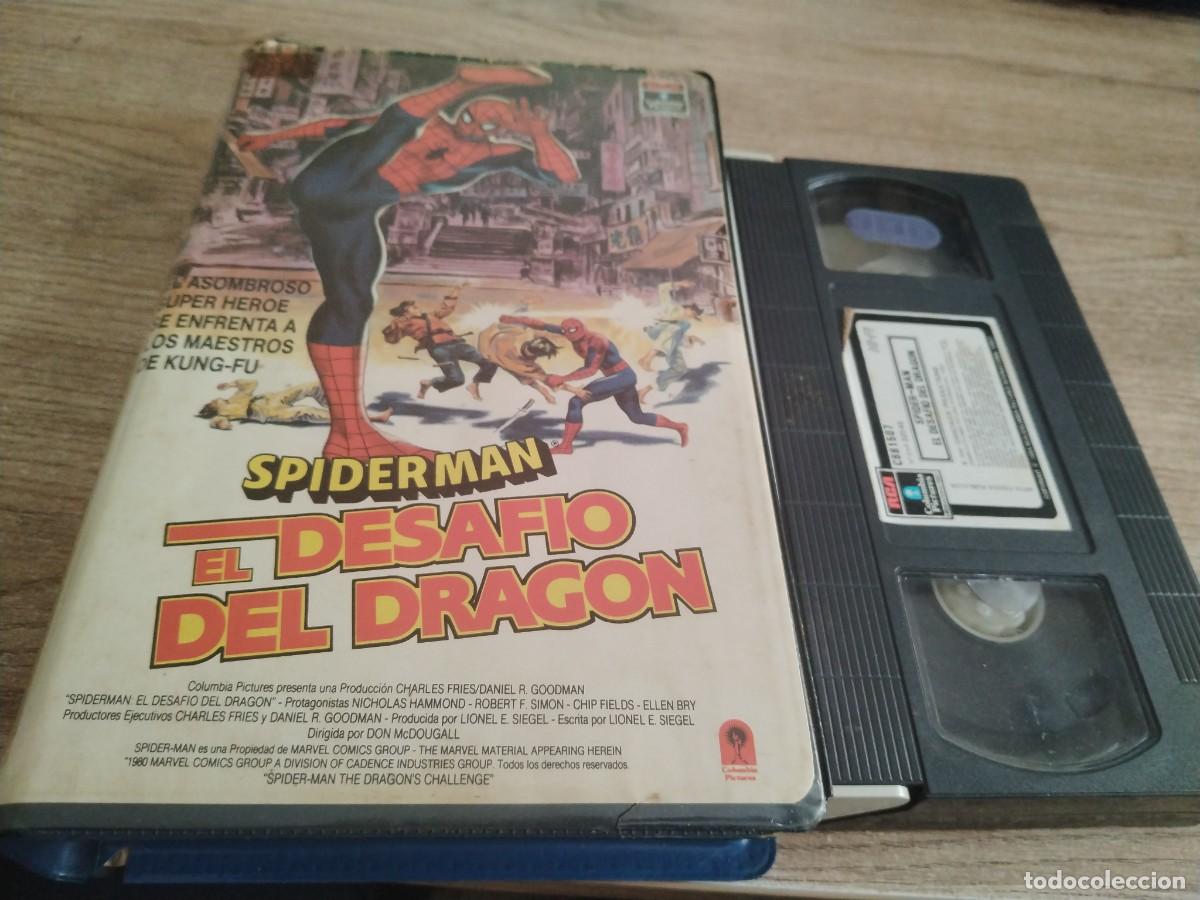 ASOMBROSO
SUPER HEROE
SE ENFRENTA A
LOS MAESTROS
DE KUNG-FU
SPIDERMAN
EL DESAFIO
DEL DRAGON
Columbia Pictures presenta una Producción CHARLES FRIES/DANIEL R. GOODMAN
"SPIDERMAN: EL DESAFIO DEL DRAGON" - Protagonistas NICHOLAS HAMMOND - ROBERT F. SIMON - CHIP FIELDS - ELLEN BRY
Productores Ejecutivos CHARLES FRIES y DANIEL R. GOODMAN - Producida por LIONEL E. SIEGEL - Escrita por LIONEL E. SIEGEL
Dirigida por DON McDOUGALL
SPIDER-MAN es una Propiedad de MARVEL COMICS GROUP - THE MARVEL MATERIAL APPEARING HEREIN
"1980 MARVEL COMICS GROUP A DIVISION OF CADENCE INDUSTRIES GROUP. Todos los derechos reservados.
"SPIDER-MAN THE DRAGON'S CHALLENGE"
Columbia
Pictures
SPIDER-MAN
EL DESAFIO DEL DRAGON
CB81507
RCA
Columbia
Pictures
todocoleccion